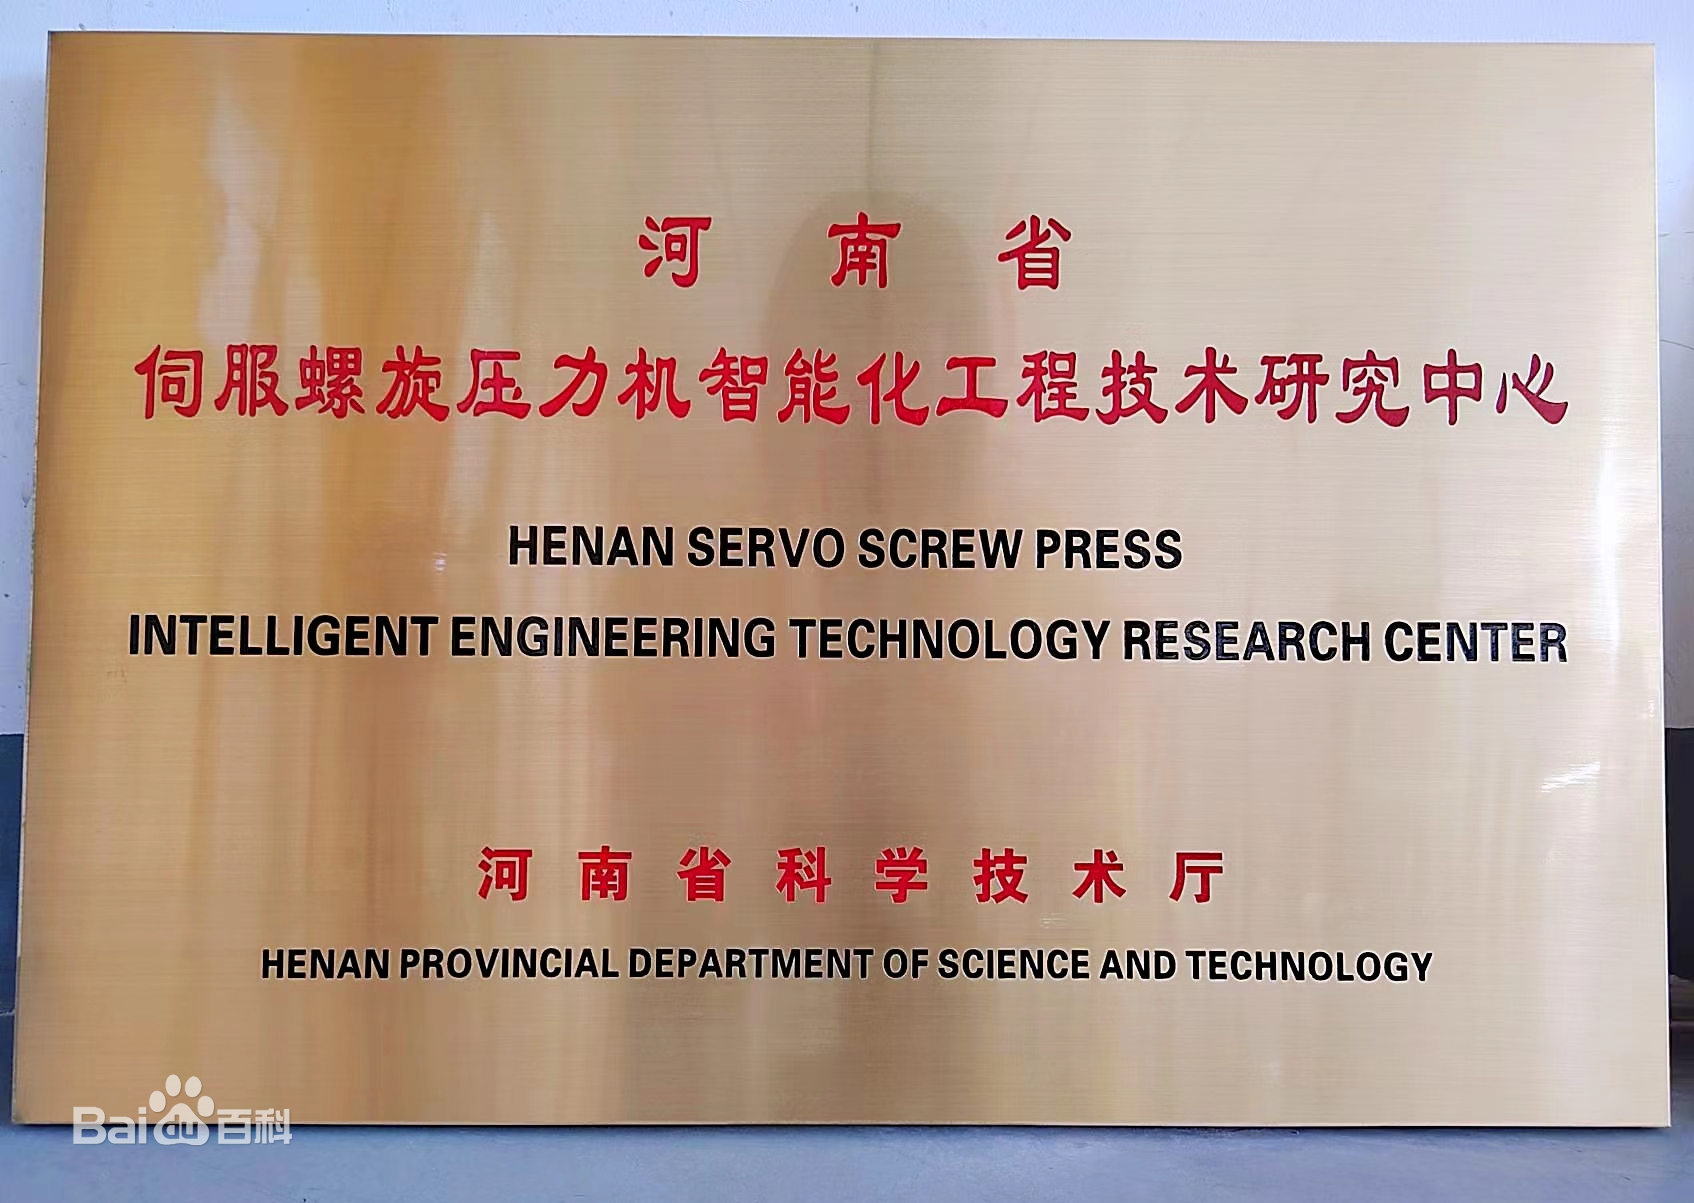 河南省
伺服螺旋压力机智能化工程技术研究中心
HENAN SERVO SCREW PRESS
INTELLIGENT ENGINEERING TECHNOLOGY RESEARCH CENTER
河南省科学技术厅
HENAN PROVINCIAL DEPARTMENT OF SCIENCE AND TECHNOLOGY
Bai百科